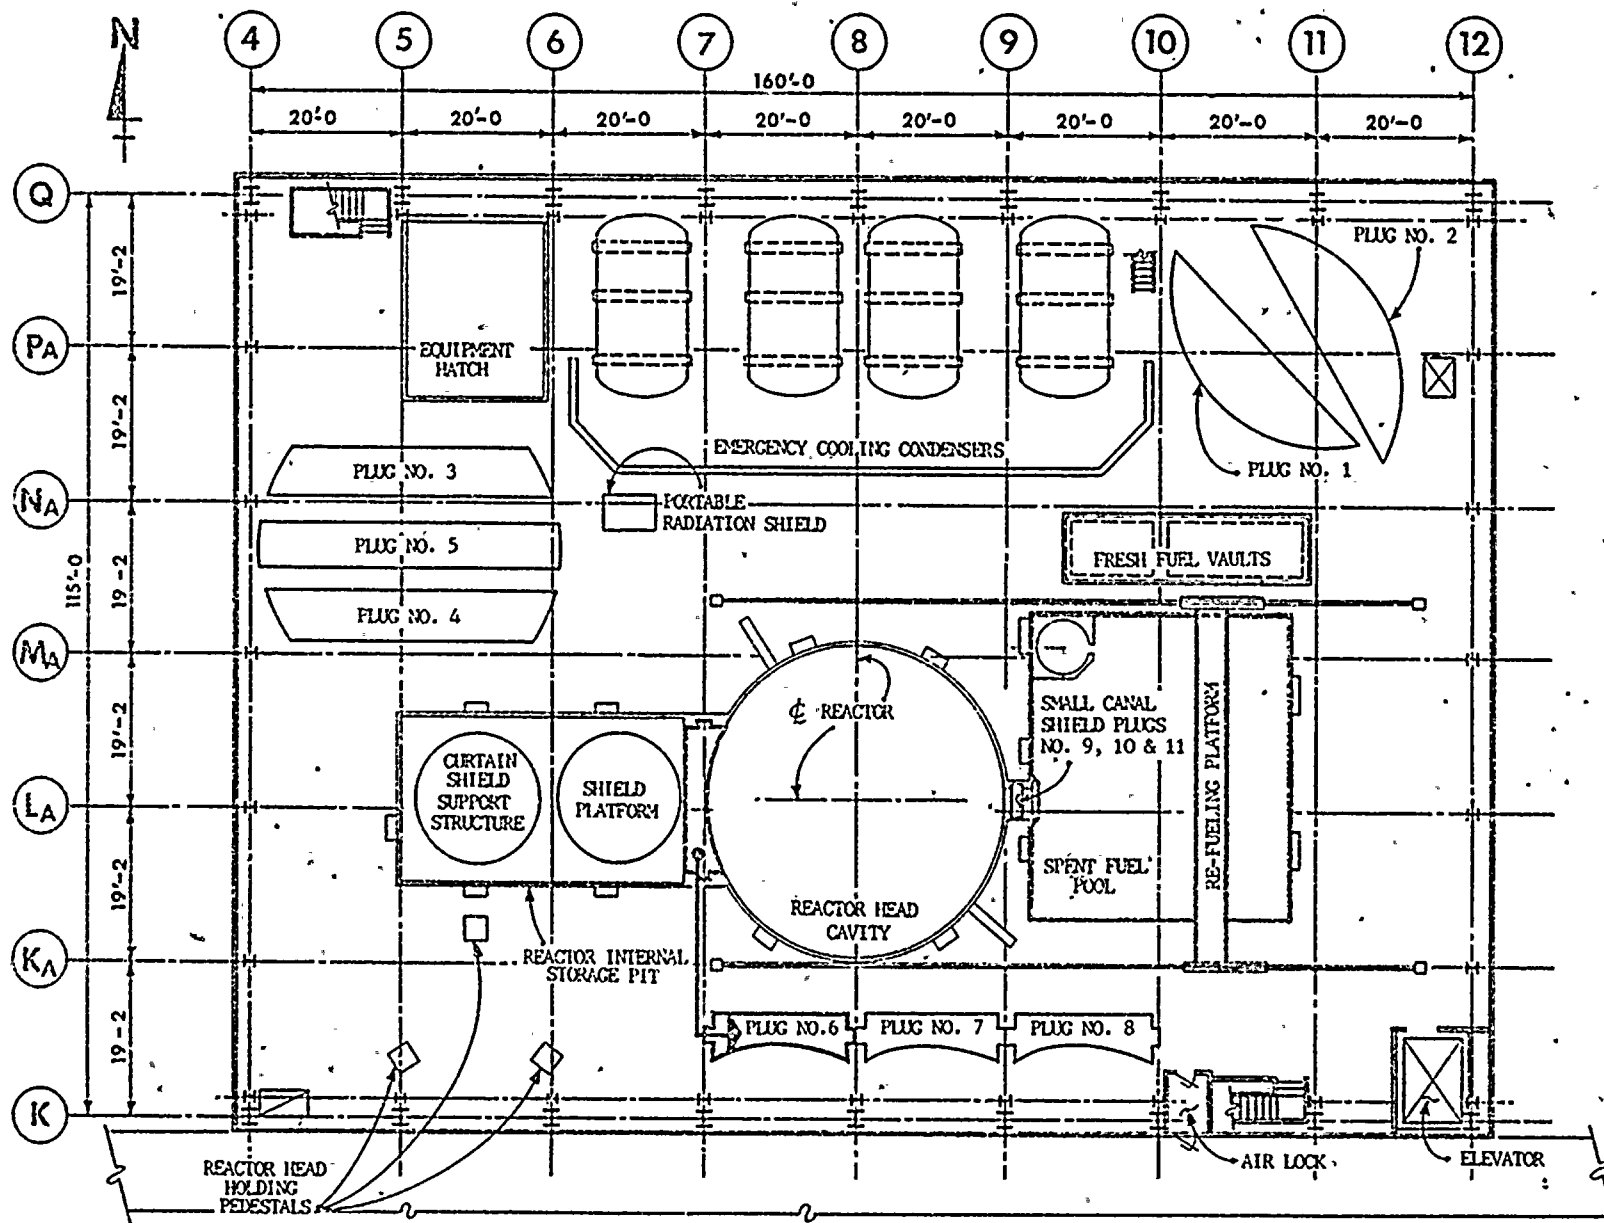 N
4 5 6 7 8 9 10 11 12
160'-0
20'-0 20'-0 20'-0 20'-0 20'-0 20'-0 20'-0 20'-0
Q
PA
NA
MA
LA
KA
K
115'-0
19'-2
19'-2
19-2
19'-2
19'-2
19-2
PLUG NO. 2
EQUIPMENT
HATCH
EMERGENCY COOLING CONDENSERS
PLUG NO. 1
PLUG NO. 3
PORTABLE
RADIATION SHIELD
PLUG NO. 5
FRESH FUEL VAULTS
PLUG NO. 4
℄ REACTOR
SMALL CANAL
SHIELD PLUGS
NO. 9, 10 & 11
RE-FUELING PLATFORM
CURTAIN
SHIELD
SUPPORT
STRUCTURE
SHIELD
PLATFORM
SPENT FUEL
POOL
REACTOR HEAD
CAVITY
REACTOR INTERNAL
STORAGE PIT
PLUG NO.6
PLUG NO. 7
PLUG NO. 8
REACTOR HEAD
HOLDING
PEDESTALS
AIR LOCK
ELEVATOR